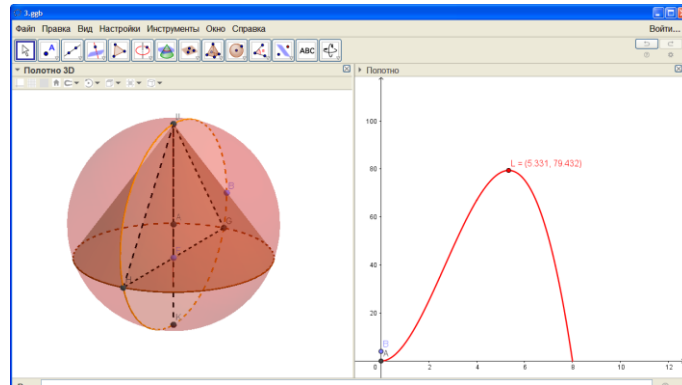 3.ggb
Файл Правка Вид Настройки Инструменты Окно Справка
Войти...
A
ABC
Полотно 3D
Полотно
100
80
60
40
20
0 2 4 6 8 10 12
L = (5.331, 79.432)
B
A
B
A
G
E
K